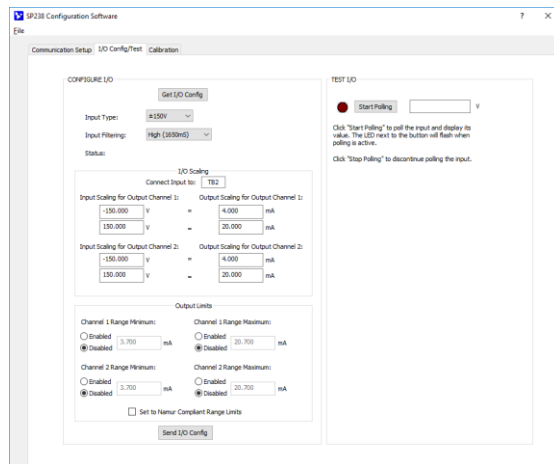 SP238 Configuration Software
File
Communication Setup I/O Config/Test Calibration
CONFIGURE I/O
Get I/O Config
Input Type: ±150V
Input Filtering: High (1650mS)
Status:
I/O Scaling
Connect Input to: TB2
Input Scaling for Output Channel 1: Output Scaling for Output Channel 1:
-150.000 V = 4.000 mA
150.000 V = 20.000 mA
Input Scaling for Output Channel 2: Output Scaling for Output Channel 2:
-150.000 V = 4.000 mA
150.000 V = 20.000 mA
Output Limits
Channel 1 Range Minimum: Channel 1 Range Maximum:
Enabled Enabled
Disabled 3.700 mA Disabled 20.700 mA
Channel 2 Range Minimum: Channel 2 Range Maximum:
Enabled Enabled
Disabled 3.700 mA Disabled 20.700 mA
Set to Namur Compliant Range Limits
Send I/O Config
TEST I/O
Start Polling V
Click "Start Polling" to poll the input and display its
value. The LED next to the button will flash when
polling is active.
Click "Stop Polling" to discontinue polling the input.